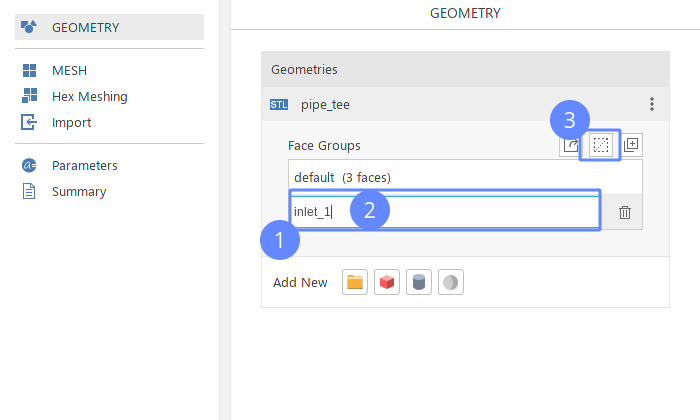 GEOMETRY
MESH
Hex Meshing
Import
a=
Parameters
Summary
GEOMETRY
Geometries
STL pipe_tee
3
Face Groups
default (3 faces)
inlet_1
2
1
Add New